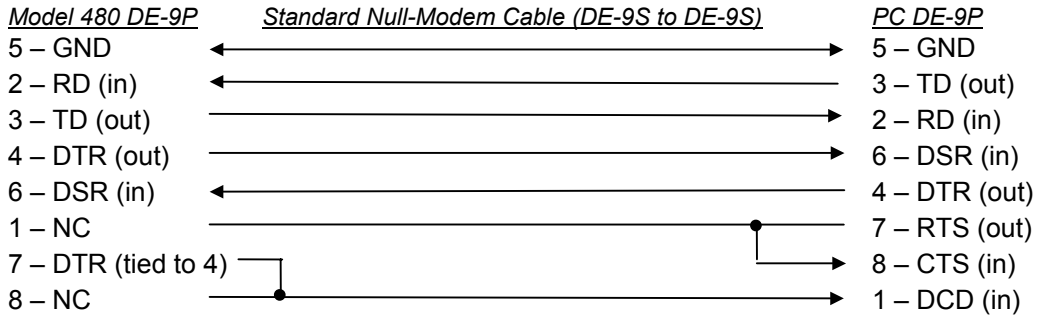 Model 480 DE-9P Standard Null-Modem Cable (DE-9S to DE-9S) PC DE-9P
5 – GND 5 – GND
2 – RD (in) 3 – TD (out)
3 – TD (out) 2 – RD (in)
4 – DTR (out) 6 – DSR (in)
6 – DSR (in) 4 – DTR (out)
1 – NC 7 – RTS (out)
7 – DTR (tied to 4) 8 – CTS (in)
8 – NC 1 – DCD (in)